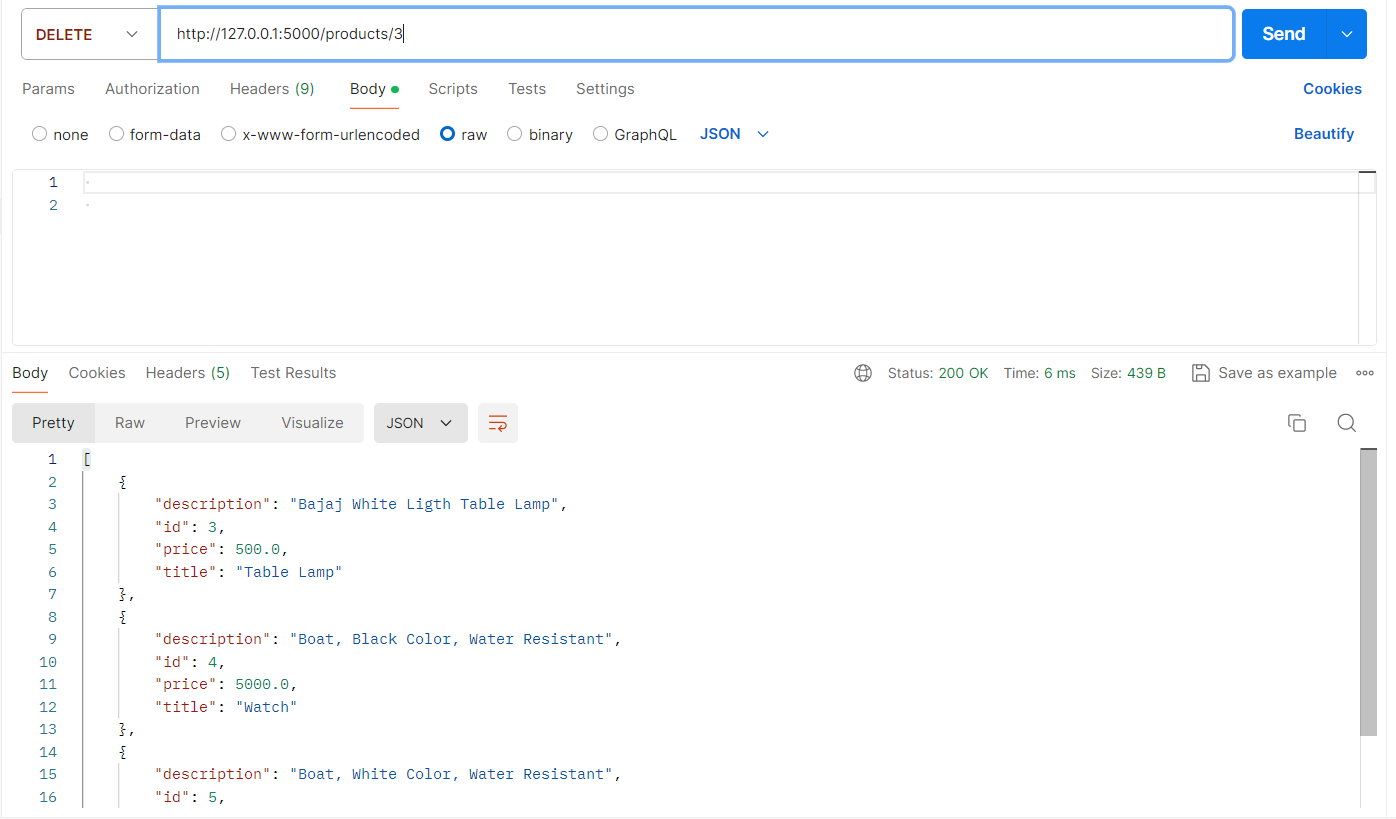 DELETE http://127.0.0.1:5000/products/3 Send
Params Authorization Headers (9) Body Scripts Tests Settings Cookies
none form-data x-www-form-urlencoded raw binary GraphQL JSON Beautify
1
2
Body Cookies Headers (5) Test Results Status: 200 OK Time: 6 ms Size: 439 B Save as example
Pretty Raw Preview Visualize JSON
1 [
2 {
3 "description": "Bajaj White Ligth Table Lamp",
4 "id": 3,
5 "price": 500.0,
6 "title": "Table Lamp"
7 },
8 {
9 "description": "Boat, Black Color, Water Resistant",
10 "id": 4,
11 "price": 5000.0,
12 "title": "Watch"
13 },
14 {
15 "description": "Boat, White Color, Water Resistant",
16 "id": 5,